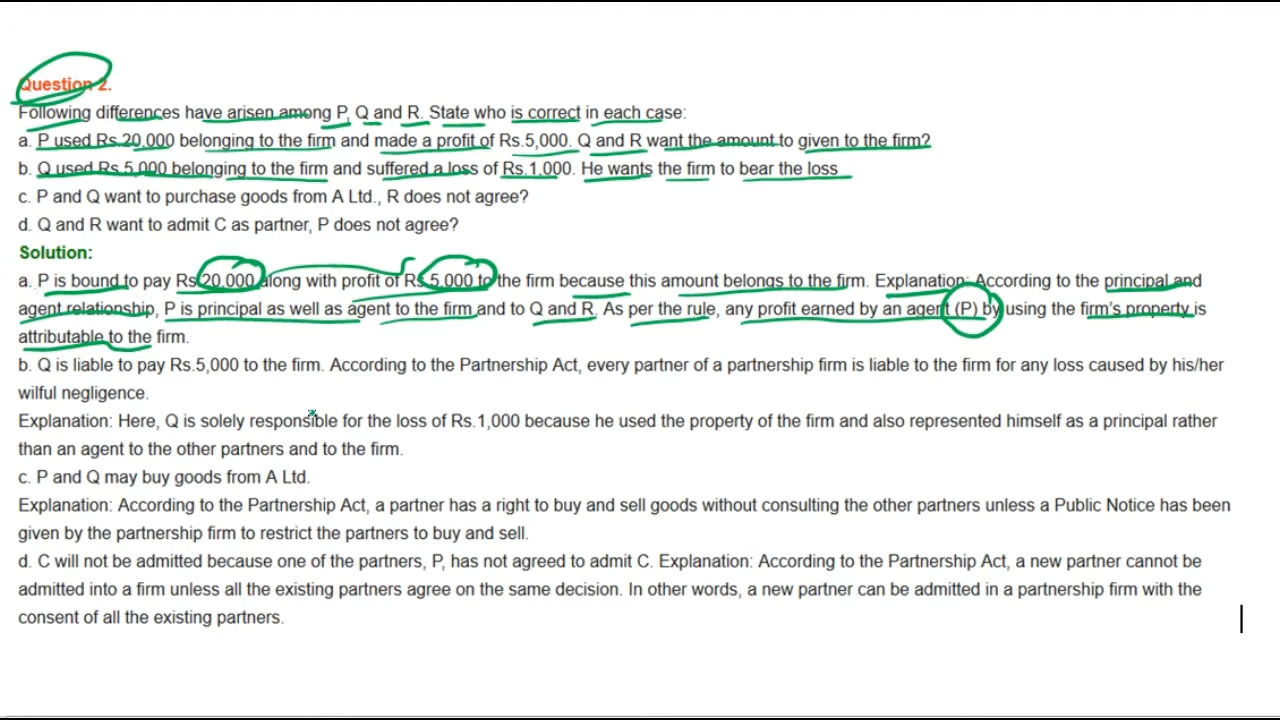 Question 2.
Following differences have arisen among P, Q and R. State who is correct in each case:
a. P used Rs.20,000 belonging to the firm and made a profit of Rs.5,000. Q and R want the amount to given to the firm?
b. Q used Rs.5,000 belonging to the firm and suffered a loss of Rs.1,000. He wants the firm to bear the loss
c. P and Q want to purchase goods from A Ltd., R does not agree?
d. Q and R want to admit C as partner, P does not agree?
Solution:
a. P is bound to pay Rs.20,000 along with profit of Rs.5,000 to the firm because this amount belongs to the firm. Explanation: According to the principal and
agent relationship, P is principal as well as agent to the firm and to Q and R. As per the rule, any profit earned by an agent (P) by using the firm's property is
attributable to the firm.
b. Q is liable to pay Rs.5,000 to the firm. According to the Partnership Act, every partner of a partnership firm is liable to the firm for any loss caused by his/her
wilful negligence.
Explanation: Here, Q is solely responsible for the loss of Rs.1,000 because he used the property of the firm and also represented himself as a principal rather
than an agent to the other partners and to the firm.
c. P and Q may buy goods from A Ltd.
Explanation: According to the Partnership Act, a partner has a right to buy and sell goods without consulting the other partners unless a Public Notice has been
given by the partnership firm to restrict the partners to buy and sell.
d. C will not be admitted because one of the partners, P, has not agreed to admit C. Explanation: According to the Partnership Act, a new partner cannot be
admitted into a firm unless all the existing partners agree on the same decision. In other words, a new partner can be admitted in a partnership firm with the
consent of all the existing partners.